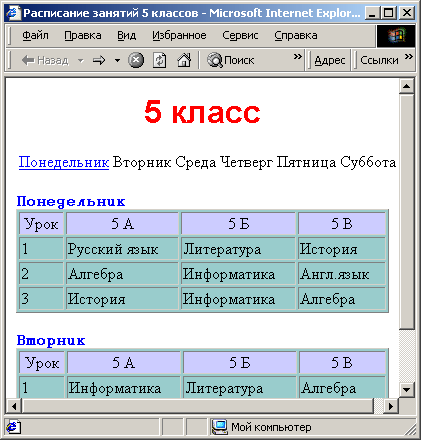 Расписание занятий 5 классов - Microsoft Internet Explor...
Файл Правка Вид Избранное Сервис Справка
Назад Поиск » Адрес Ссылки »
5 класс
Понедельник Вторник Среда Четверг Пятница Суббота
Понедельник
Урок 5 А 5 Б 5 В
1 Русский язык Литература История
2 Алгебра Информатика Англ.язык
3 История Информатика Алгебра
Вторник
Урок 5 А 5 Б 5 В
1 Информатика Литература Алгебра
Мой компьютер